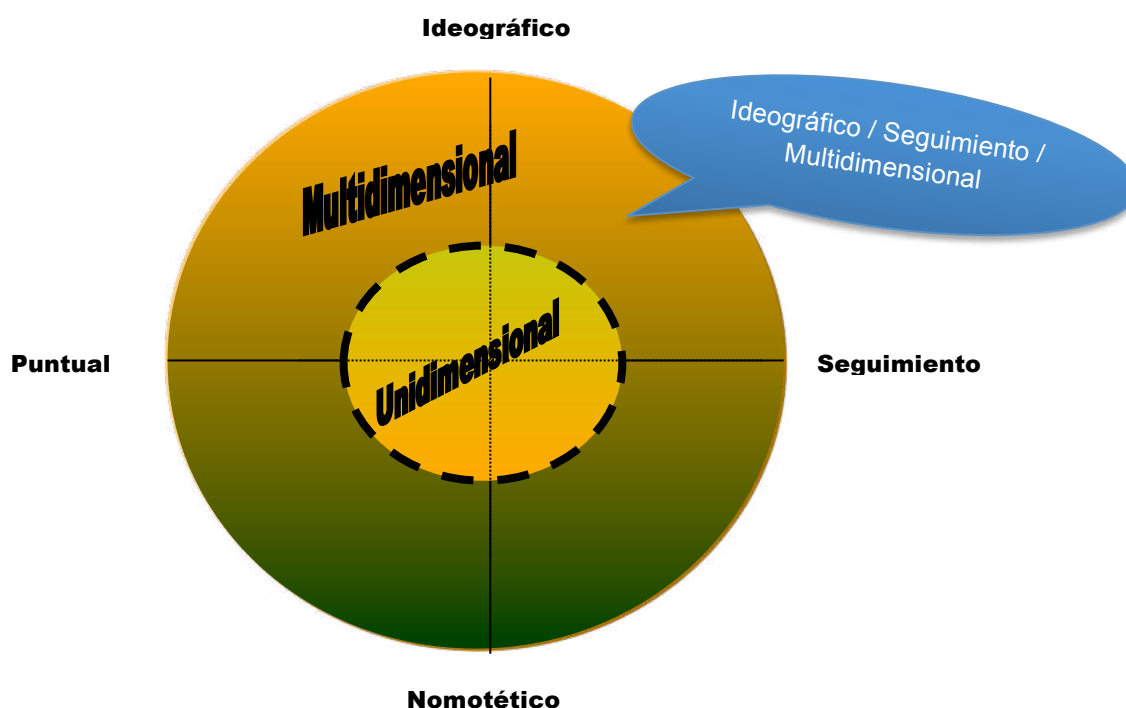 Ideográfico
Ideográfico / Seguimiento /
Multidimensional
Multidimensional
Unidimensional
Puntual
Seguimiento
Nomotético